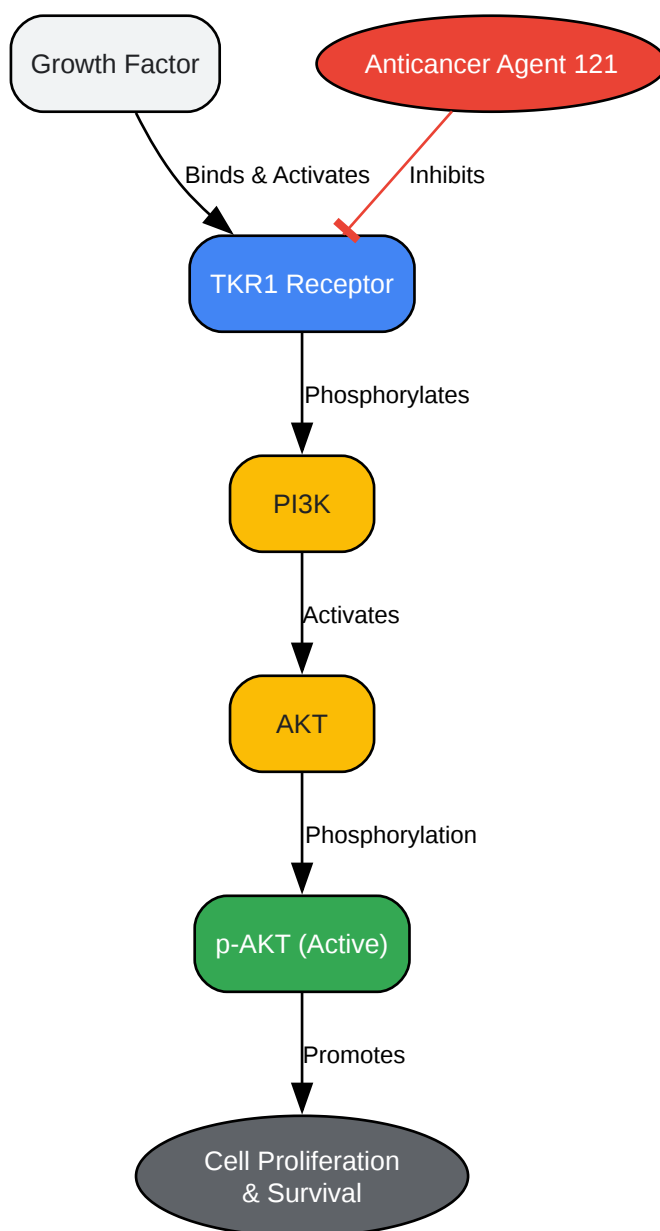 Growth Factor
Anticancer Agent 121
Binds & Activates
Inhibits
TKR1 Receptor
Phosphorylates
PI3K
Activates
AKT
Phosphorylation
p-AKT (Active)
Promotes
Cell Proliferation
& Survival